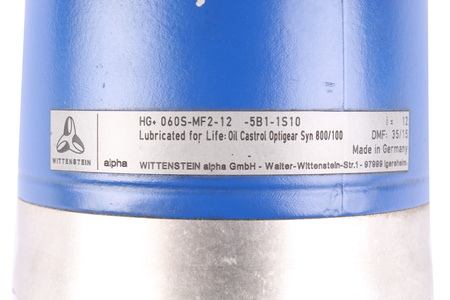 HG+ 060S-MF2-12 -5B1-1S10 i= 12
Lubricated for Life: Oil Castrol Optigear Syn 800/100 DMF: 35/15
Made in Germany
WITTENSTEIN alpha WITTENSTEIN alpha GmbH - Walter-Wittenstein-Str.1 - 97999 Igersheim